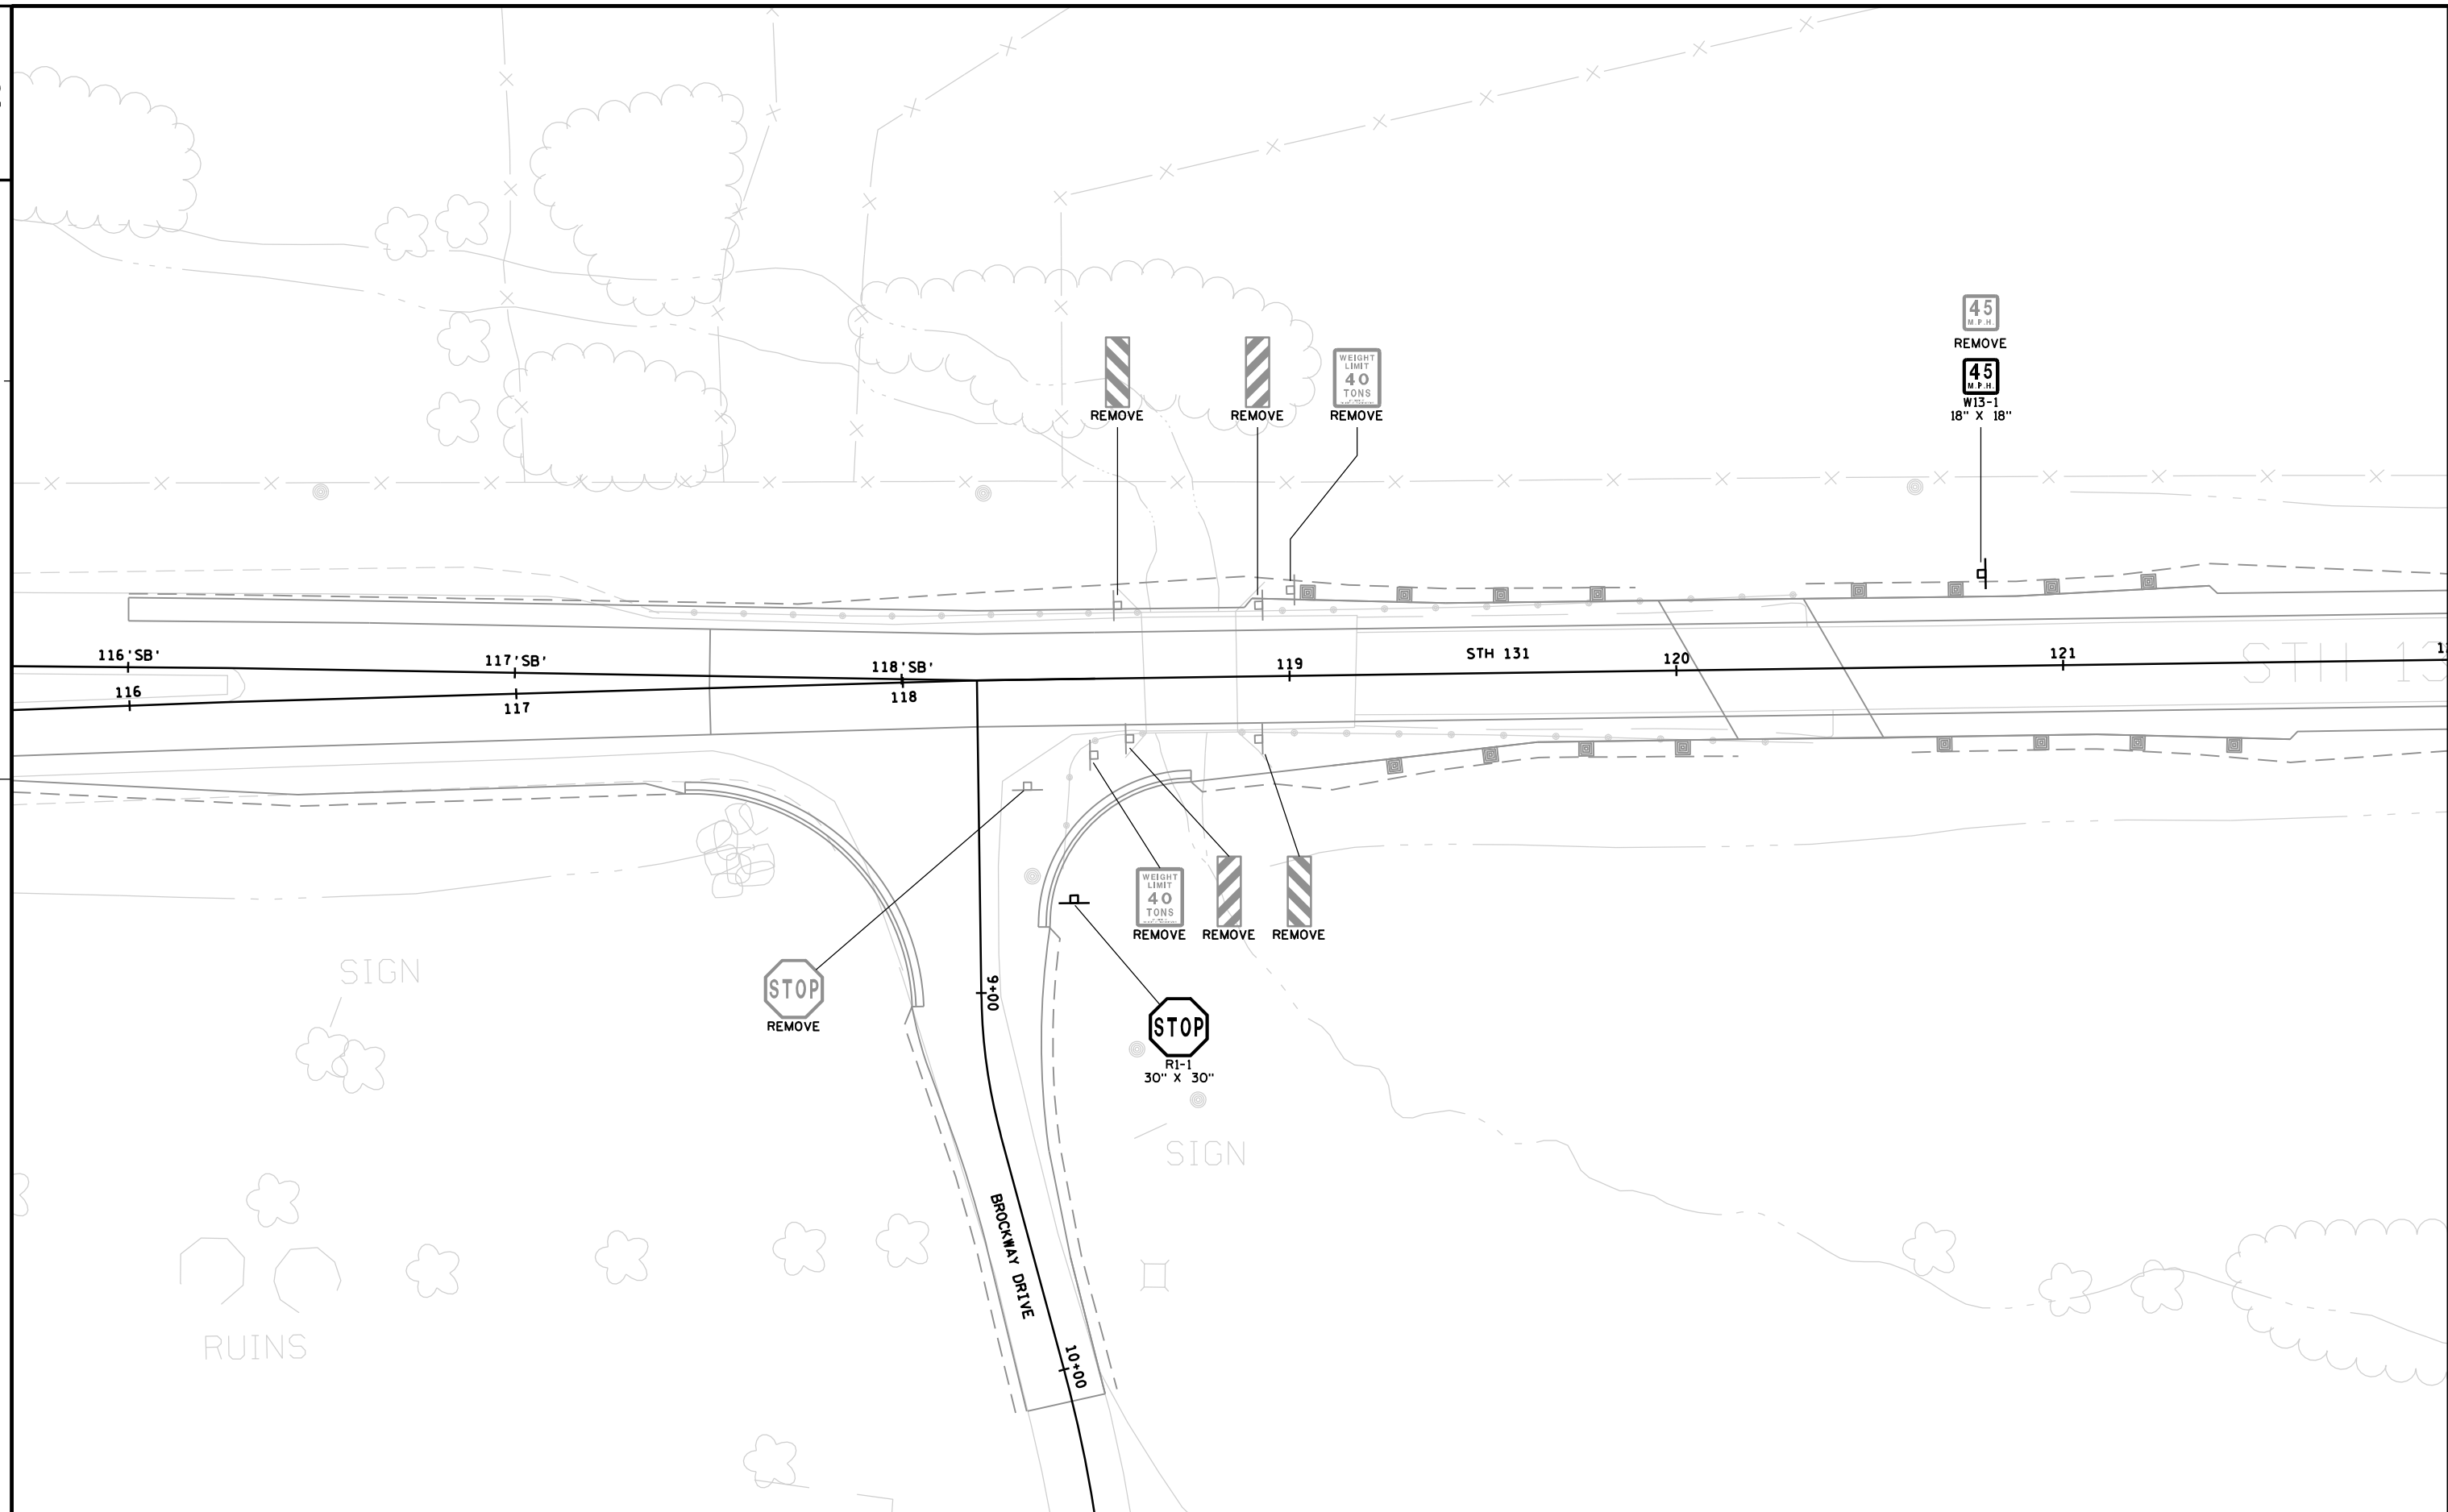 45
M.P.H.
REMOVE
45
M.P.H.
W13-1
18" X 18"
REMOVE
REMOVE
WEIGHT
LIMIT
40
TONS
REMOVE
116'SB'
117'SB'
118'SB'
119
STH 131
120
121
STH 13
116
117
118
WEIGHT
LIMIT
40
TONS
REMOVE
REMOVE
REMOVE
SIGN
STOP
REMOVE
9+00
STOP
R1-1
30" X 30"
SIGN
BROCKWAY DRIVE
RUINS
10+00